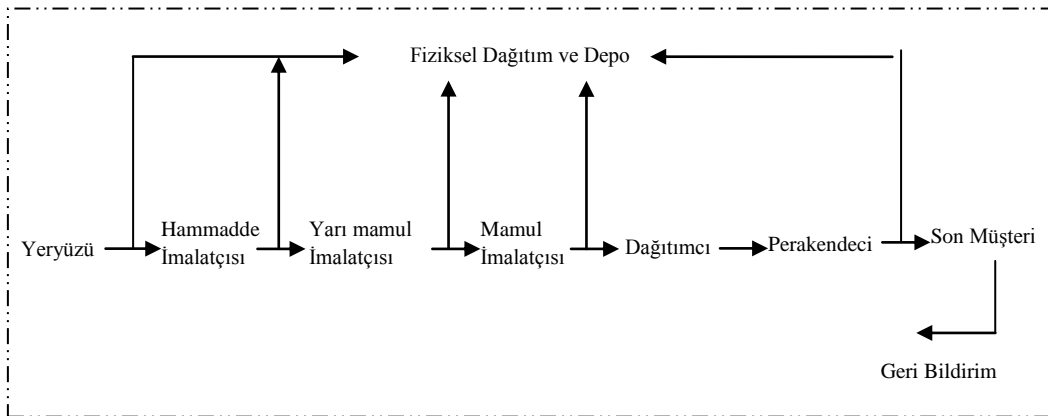 Fiziksel Dağıtım ve Depo
Yeryüzü
Hammadde
İmalatçısı
Yarı mamul
İmalatçısı
Mamul
İmalatçısı
Dağıtımcı
Perakendeci
Son Müşteri
Geri Bildirim